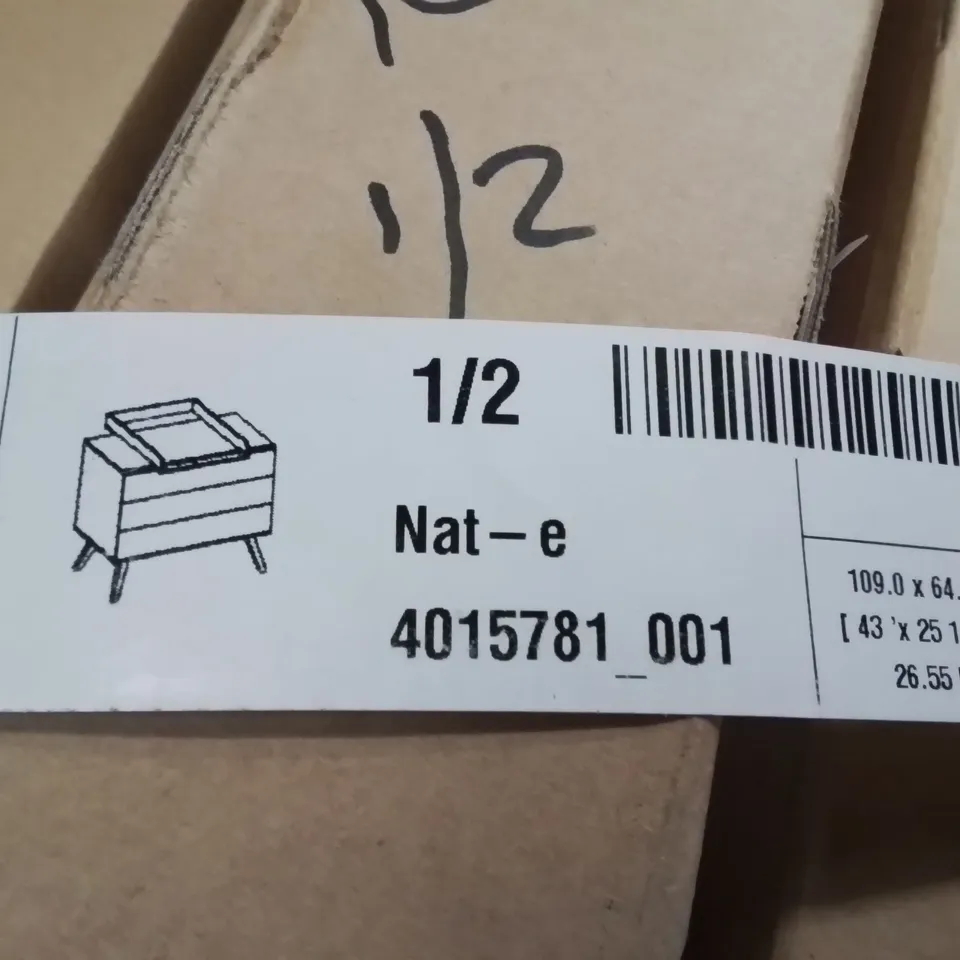 1/2
1/2
Nat-e
4015781_001
109.0 x 64.
[ 43 'x 25 1
26.55